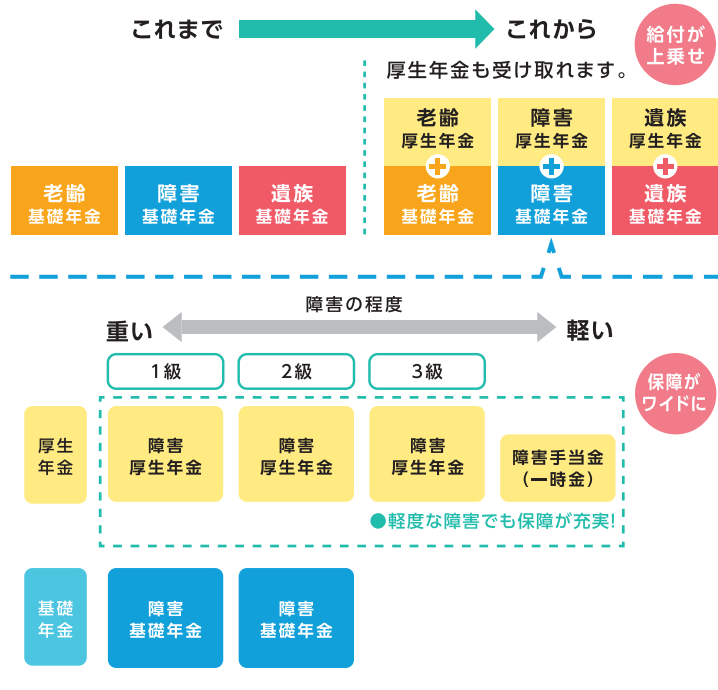 これまで
これから
給付が
上乗せ
厚生年金も受け取れます。
老齢
厚生年金
障害
厚生年金
遺族
厚生年金
老齢
基礎年金
障害
基礎年金
遺族
基礎年金
老齢
基礎年金
障害
基礎年金
遺族
基礎年金
障害の程度
重い
軽い
1級
2級
3級
保障が
ワイドに
厚生
年金
障害
厚生年金
障害
厚生年金
障害
厚生年金
障害手当金
（一時金）
●軽度な障害でも保障が充実!
基礎
年金
障害
基礎年金
障害
基礎年金